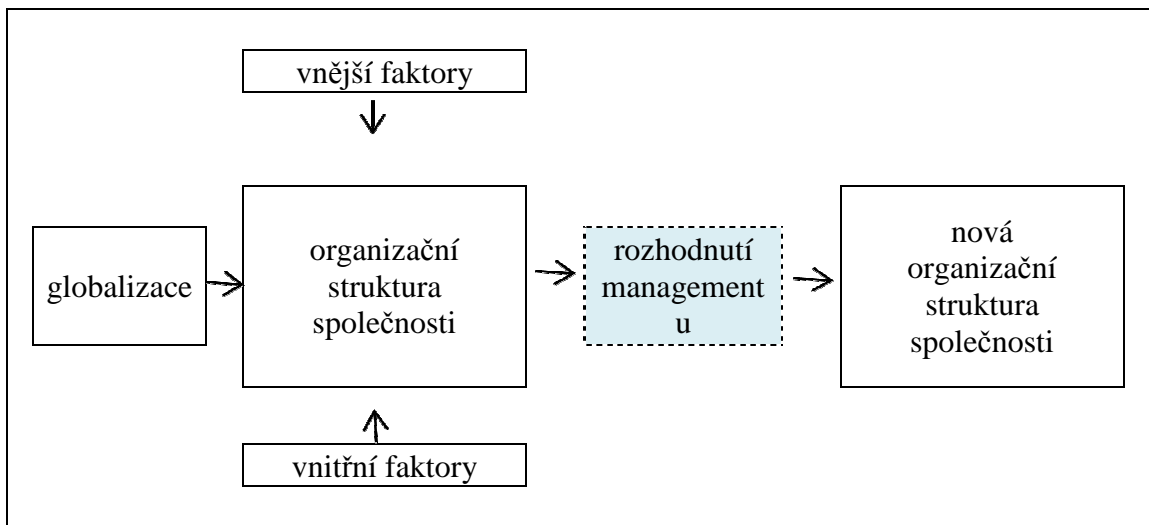 vnější faktory
globalizace
organizační
struktura
společnosti
rozhodnutí
management
u
nová
organizační
struktura
společnosti
vnitřní faktory